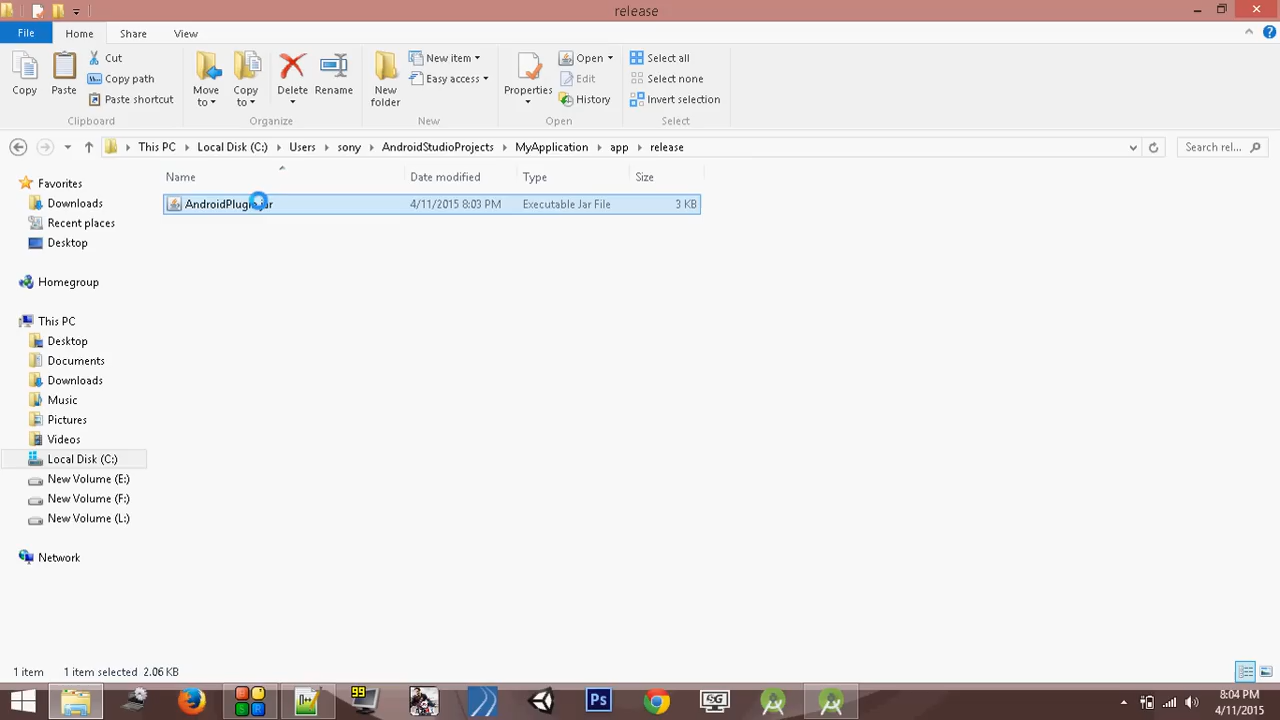 release
File Home Share View
Copy
Paste
Cut
Copy path
Paste shortcut
Clipboard
Move to
Copy to
Delete
Rename
Organize
New folder
New item
Easy access
New
Properties
Open
Edit
History
Open
Select all
Select none
Invert selection
Select
This PC Local Disk (C:) Users sony AndroidStudioProjects MyApplication app release
Search rel...
Name Date modified Type Size
4/11/2015 8:03 PM Executable Jar File 3 KB
Favorites
Downloads
Recent places
Desktop
Homegroup
This PC
Desktop
Documents
Downloads
Music
Pictures
Videos
Local Disk (C:)
New Volume (E:)
New Volume (F:)
New Volume (L:)
Network
1 item 1 item selected 2.06 KB
99
Ps
SG
8:04 PM
4/11/2015